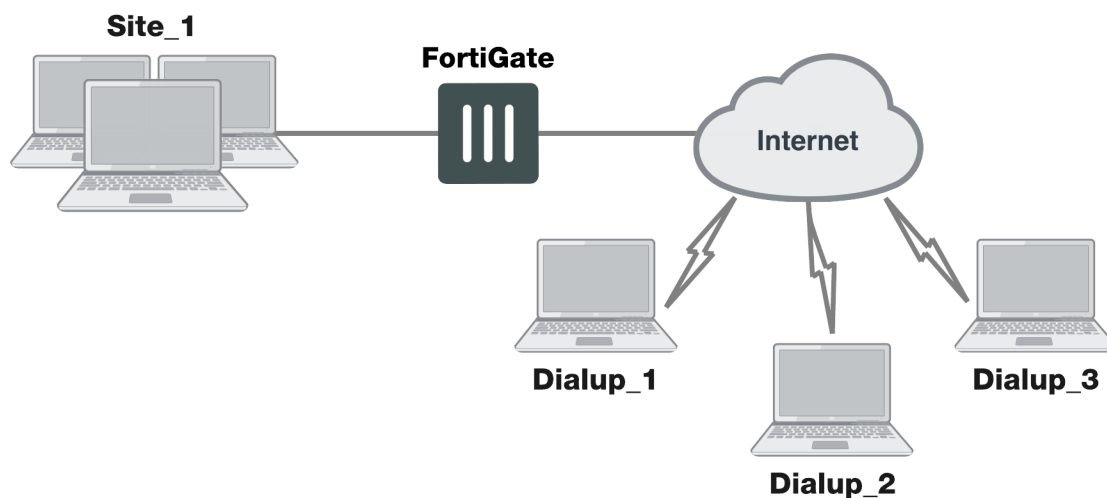 Site_1
FortiGate
Internet
Dialup_1
Dialup_2
Dialup_3